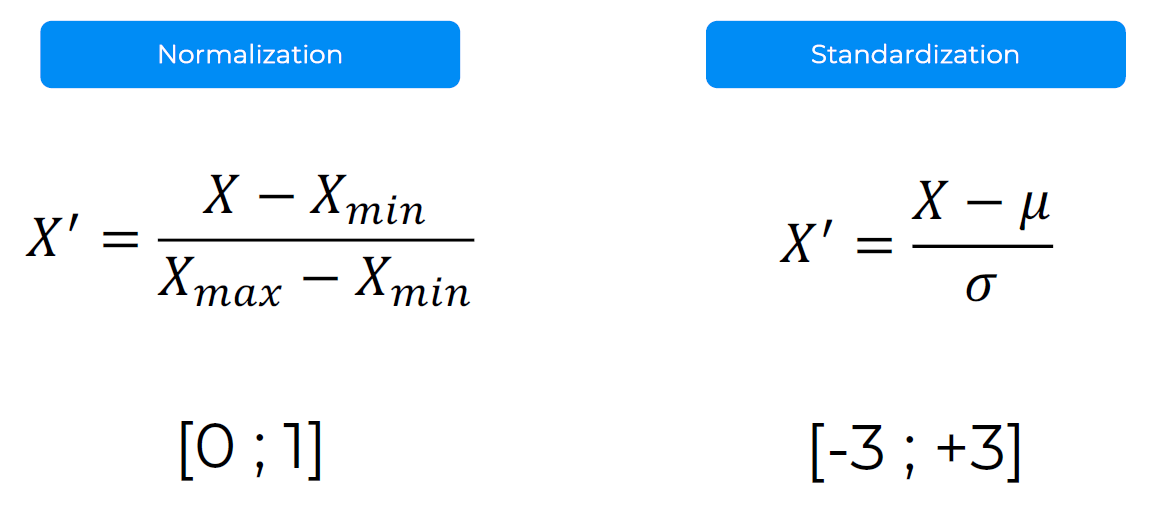 Normalization
X′ = (X − X_min) / (X_max − X_min)
[0 ; 1]
Standardization
X′ = (X − μ) / σ
[-3 ; +3]